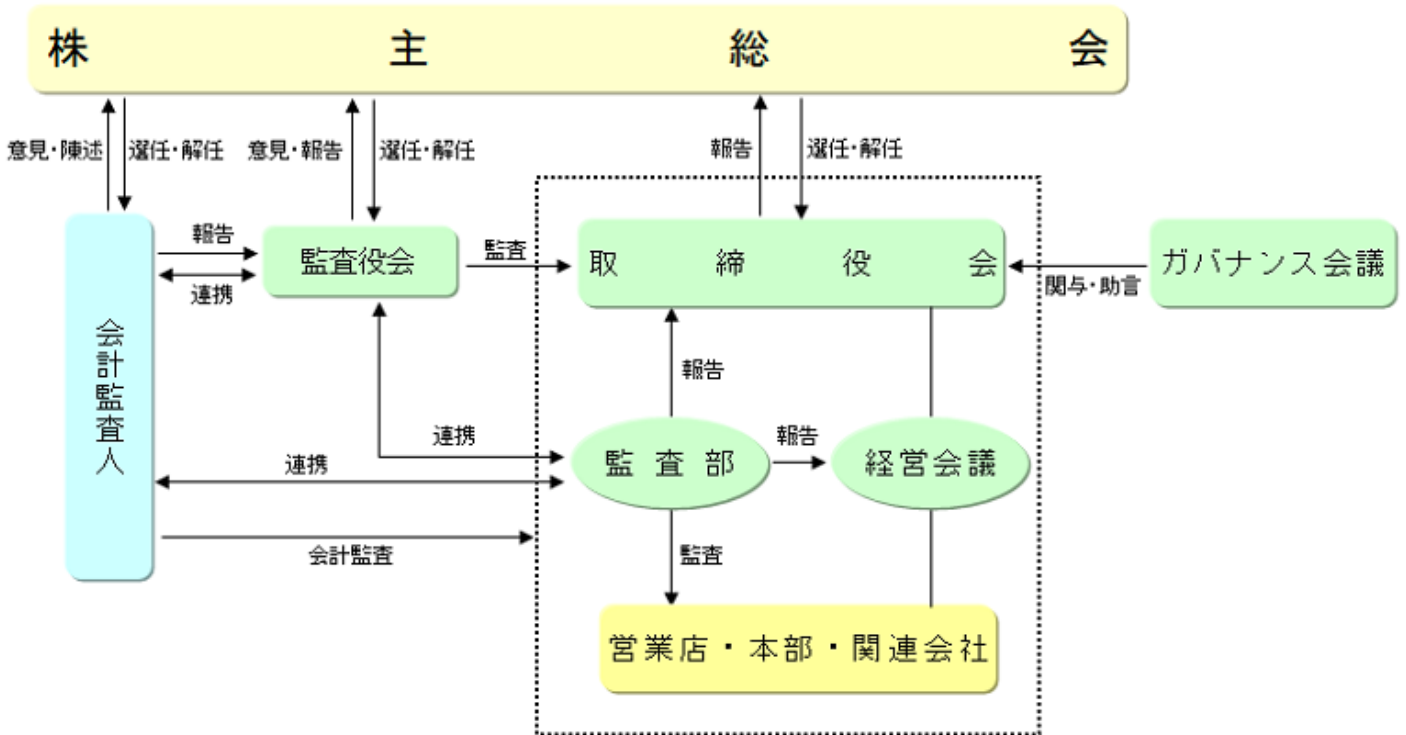 株主総会
意見・陳述
選任・解任
意見・報告
選任・解任
報告
選任・解任
報告
連携
監査役会
監査
取締役会
関与・助言
ガバナンス会議
会計監査人
報告
連携
連携
監査部
報告
経営会議
会計監査
監査
営業店・本部・関連会社